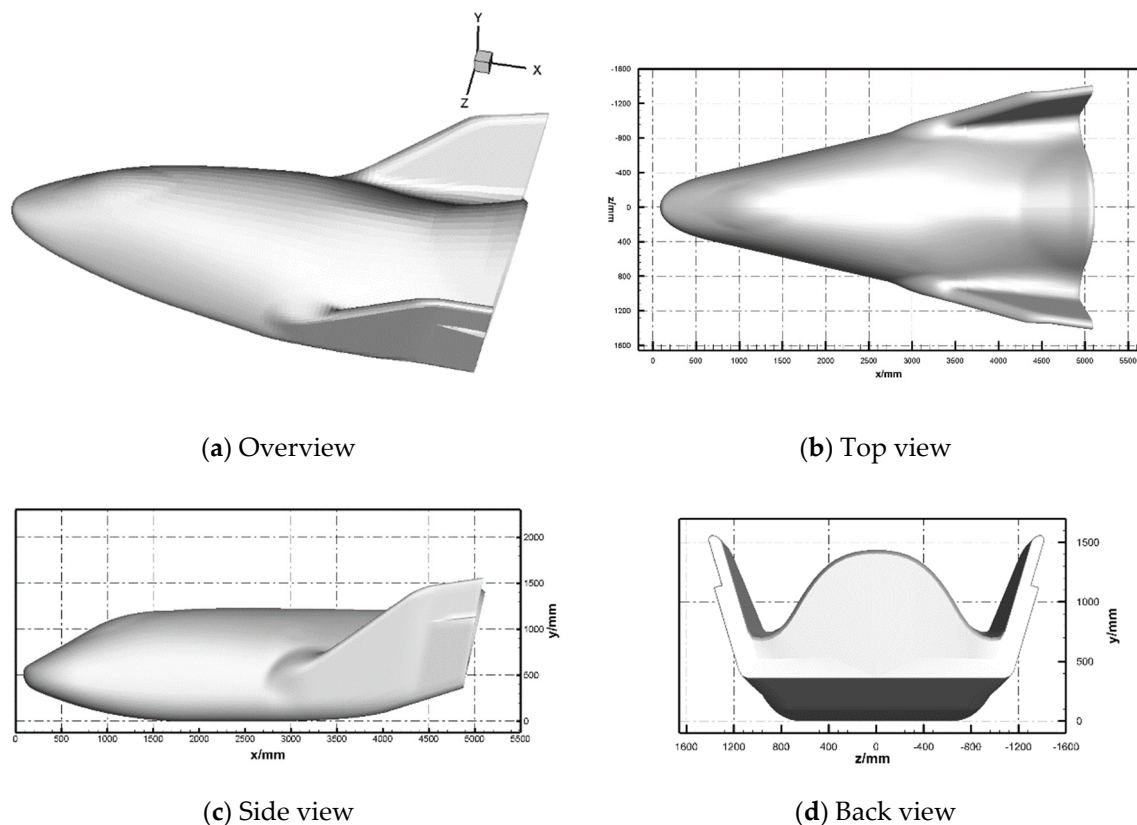 Y
X
Z
-1600
-1200
-800
-400
0
400
800
1200
1600
z/mm
0 500 1000 1500 2000 2500 3000 3500 4000 4500 5000 5500
x/mm
(a) Overview
(b) Top view
2000
1500
1000
500
0
y/mm
0 500 1000 1500 2000 2500 3000 3500 4000 4500 5000 5500
x/mm
1500
1000
500
0
y/mm
1600 1200 800 400 0 -400 -800 -1200 -1600
z/mm
(c) Side view
(d) Back view